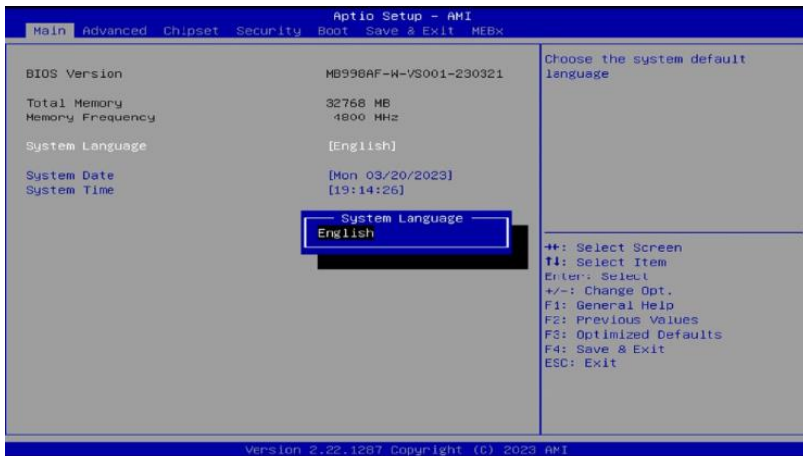 Aptio Setup - AMI
Main Advanced Chipset Security Boot Save & Exit MEBx
Choose the system default
language
BIOS Version MB998AF-W-VS001-230321
Total Memory 32768 MB
Memory Frequency 4800 MHz
System Language [English]
System Date [Mon 03/20/2023]
System Time [19:14:26]
System Language
English
→←: Select Screen
↑↓: Select Item
Enter: Select
+/-: Change Opt.
F1: General Help
F2: Previous Values
F3: Optimized Defaults
F4: Save & Exit
ESC: Exit
Version 2.22.1287 Copyright (C) 2023 AMI